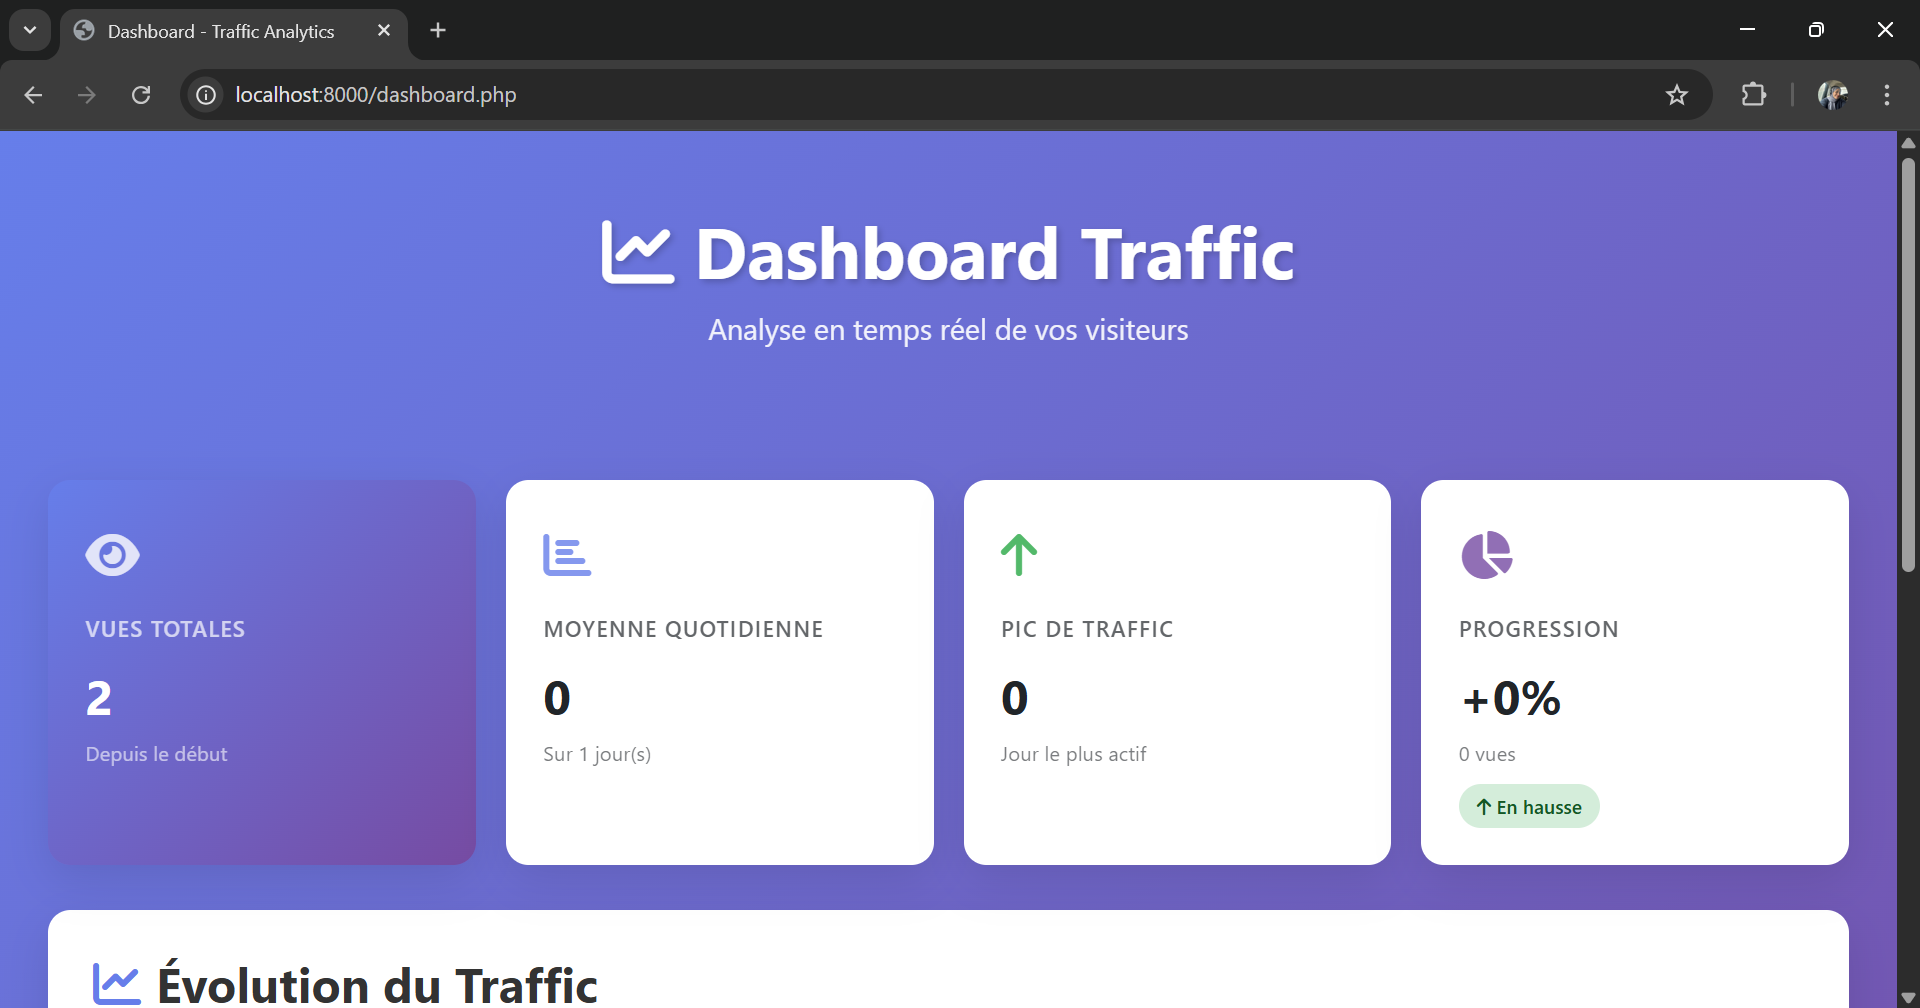 Dashboard - Traffic Analytics
localhost:8000/dashboard.php
Dashboard Traffic
Analyse en temps réel de vos visiteurs
VUES TOTALES
2
Depuis le début
MOYENNE QUOTIDIENNE
0
Sur 1 jour(s)
PIC DE TRAFFIC
0
Jour le plus actif
PROGRESSION
+0%
0 vues
En hausse
Évolution du Traffic